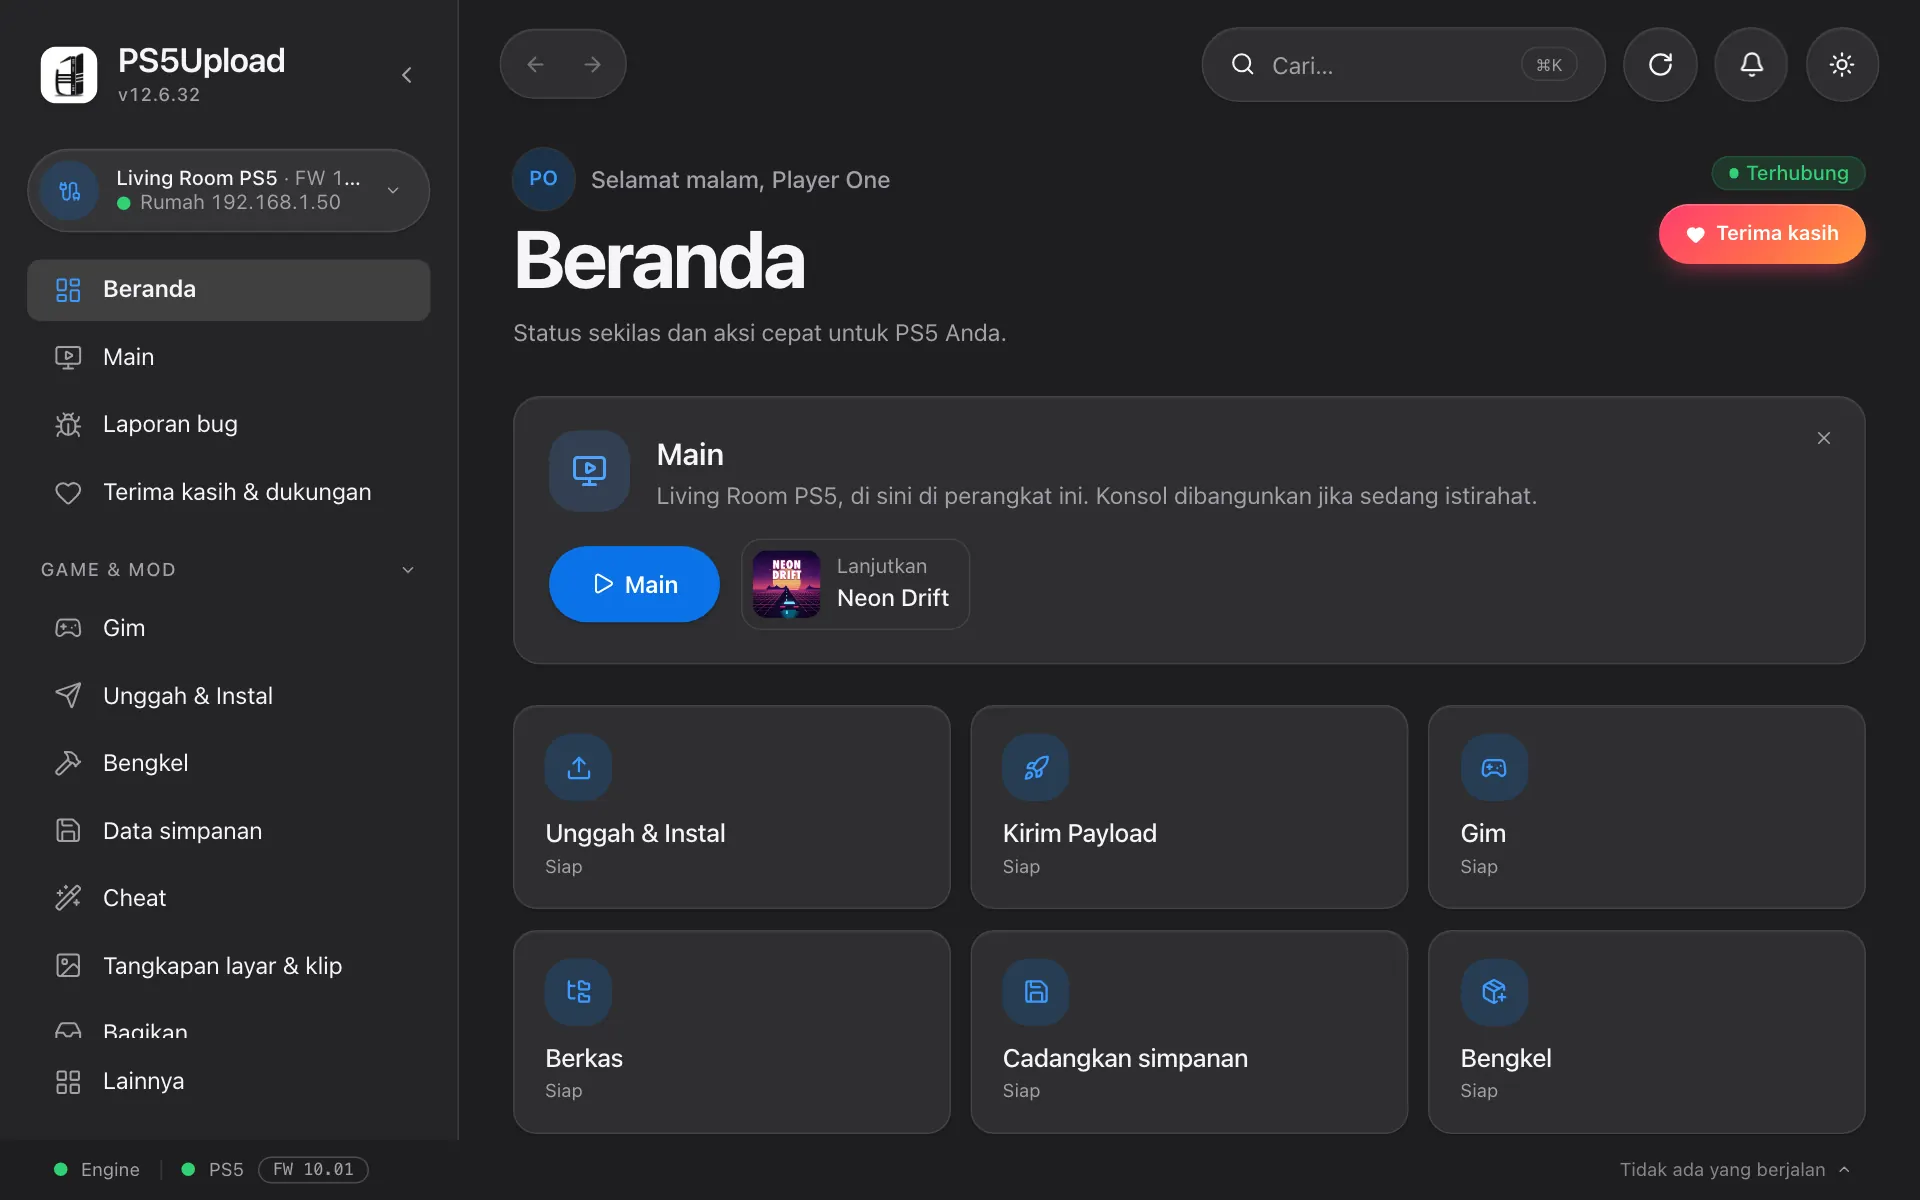 PS5Upload
v12.6.32
Living Room PS5 · FW 1...
Rumah 192.168.1.50
Beranda
Main
Laporan bug
Terima kasih & dukungan
GAME & MOD
Gim
Unggah & Instal
Bengkel
Data simpanan
Cheat
Tangkapan layar & klip
Bagikan
Lainnya
Cari...
⌘K
PO
Selamat malam, Player One
Terhubung
Terima kasih
Beranda
Status sekilas dan aksi cepat untuk PS5 Anda.
Main
Living Room PS5, di sini di perangkat ini. Konsol dibangunkan jika sedang istirahat.
Main
NEON
DRIFT
Lanjutkan
Neon Drift
Unggah & Instal
Siap
Kirim Payload
Siap
Gim
Siap
Berkas
Siap
Cadangkan simpanan
Siap
Bengkel
Siap
Engine
PS5
FW 10.01
Tidak ada yang berjalan